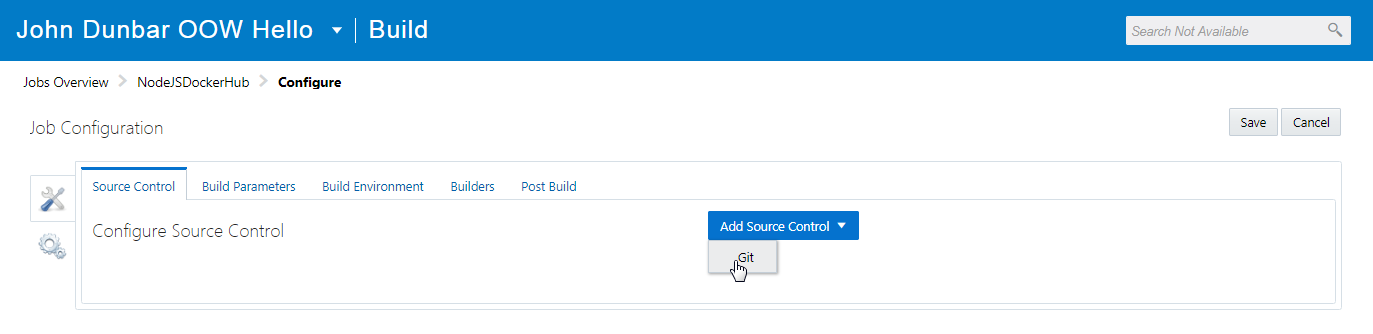 John Dunbar OOW Hello Build
Search Not Available
Jobs Overview NodeJSDockerHub Configure
Job Configuration
Save Cancel
Source Control Build Parameters Build Environment Builders Post Build
Configure Source Control
Add Source Control
Git